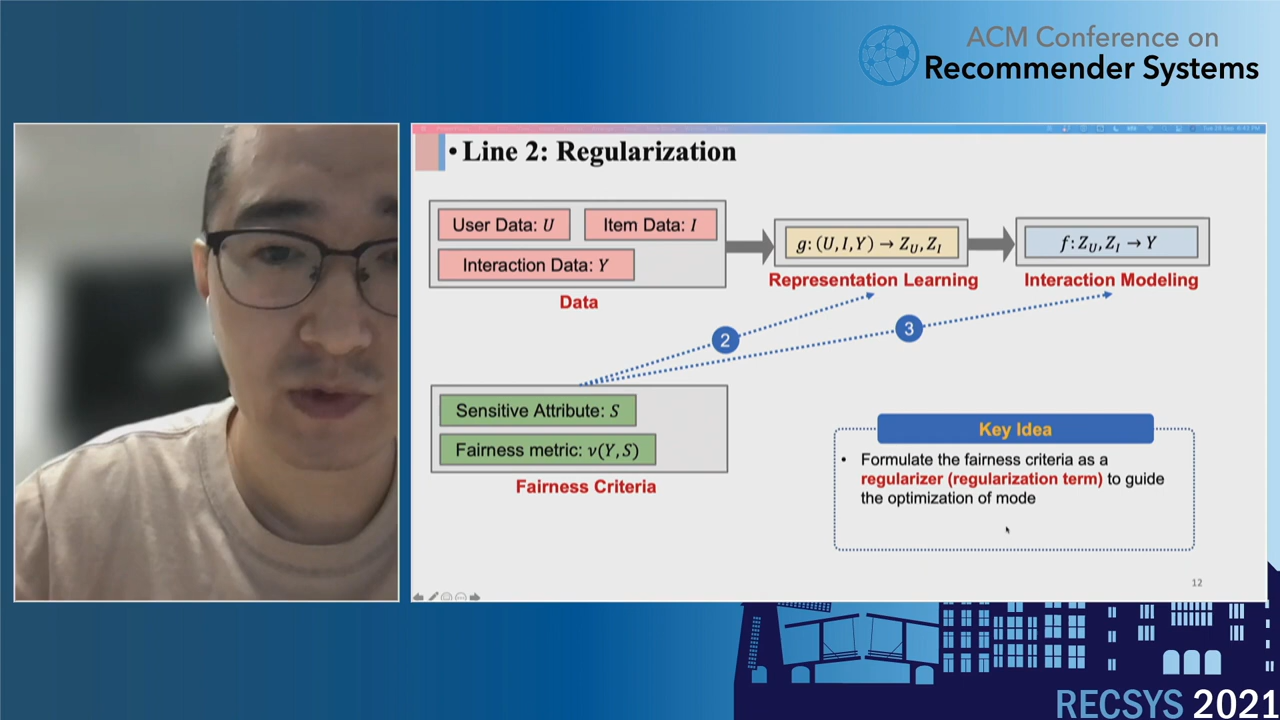 ACM Conference on
Recommender Systems
• Line 2: Regularization
User Data: U
Item Data: I
Interaction Data: Y
Data
g: (U, I, Y) → Z_U, Z_I
Representation Learning
f: Z_U, Z_I → Y
Interaction Modeling
2
3
Sensitive Attribute: S
Fairness metric: v(Y, S)
Fairness Criteria
Key Idea
• Formulate the fairness criteria as a
regularizer (regularization term) to guide
the optimization of mode
12
RECSYS 2021